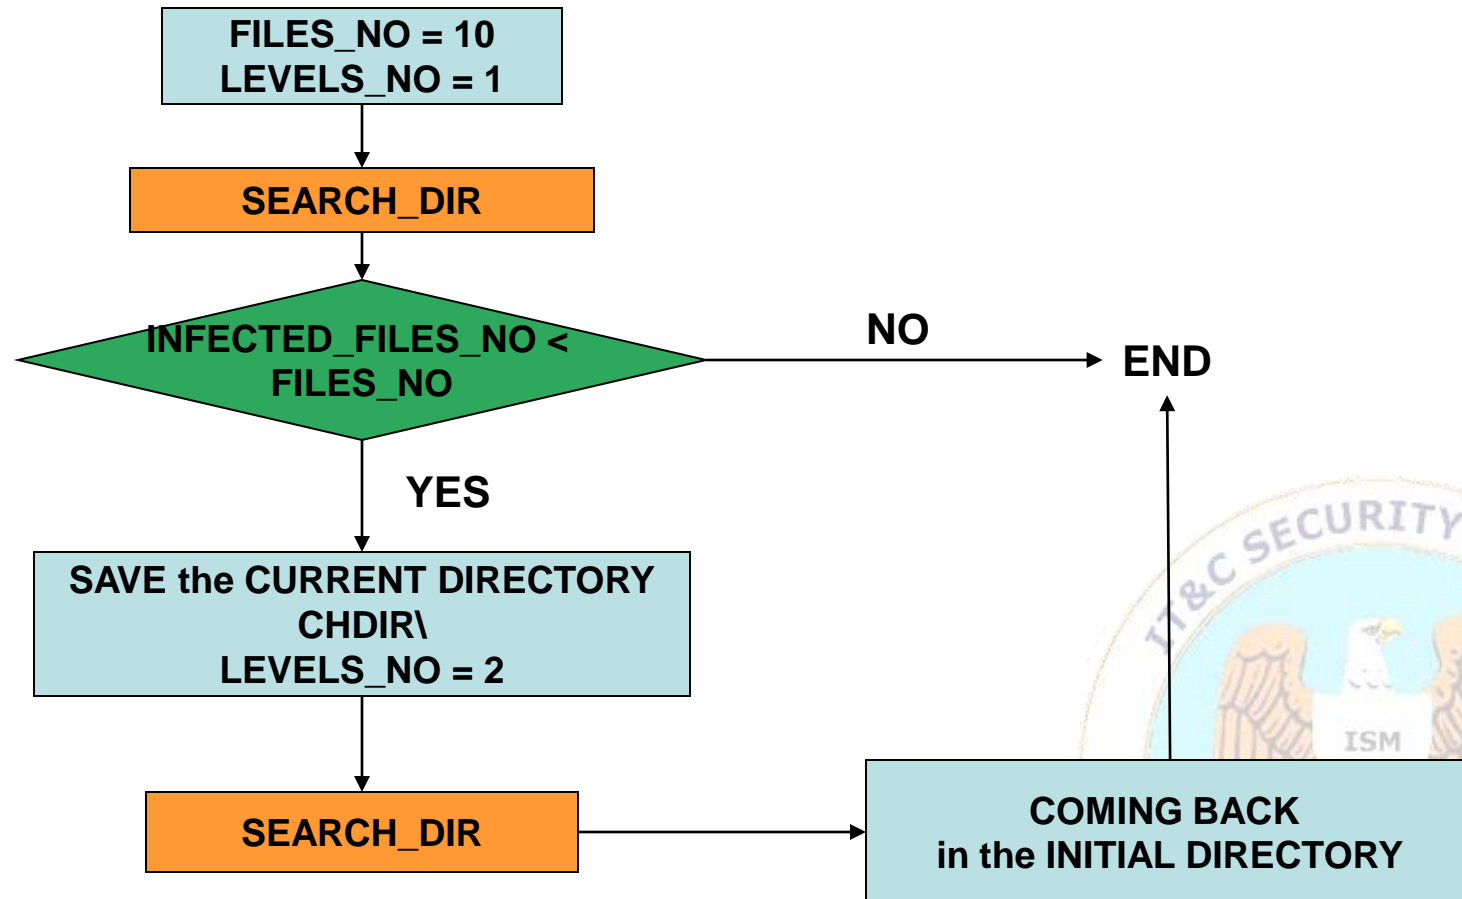 FILES_NO = 10
LEVELS_NO = 1
SEARCH_DIR
INFECTED_FILES_NO <
FILES_NO
NO
END
YES
SAVE the CURRENT DIRECTORY
CHDIR\
LEVELS_NO = 2
SEARCH_DIR
COMING BACK
in the INITIAL DIRECTORY
IT&C SECURITY
ISM